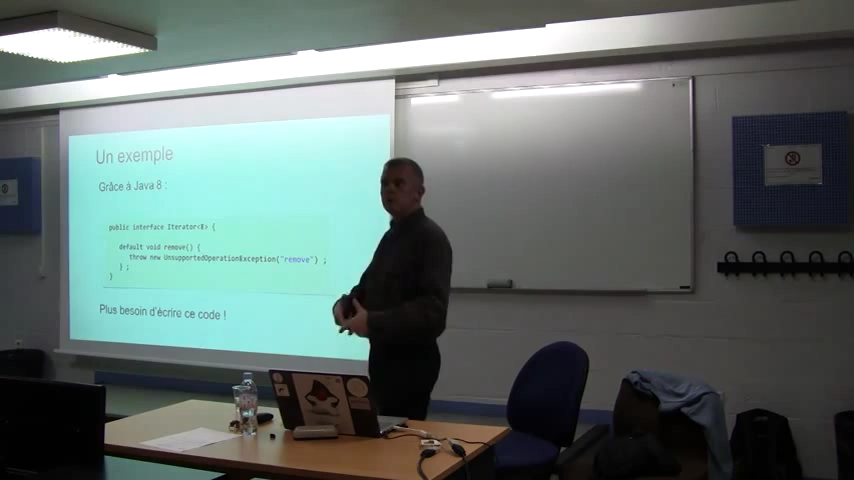 Un exemple
Grâce à Java 8 :
public interface Iterator<E> {
default void remove() {
throw new UnsupportedOperationException("remove") ;
} ;
}
Plus besoin d'écrire ce code !